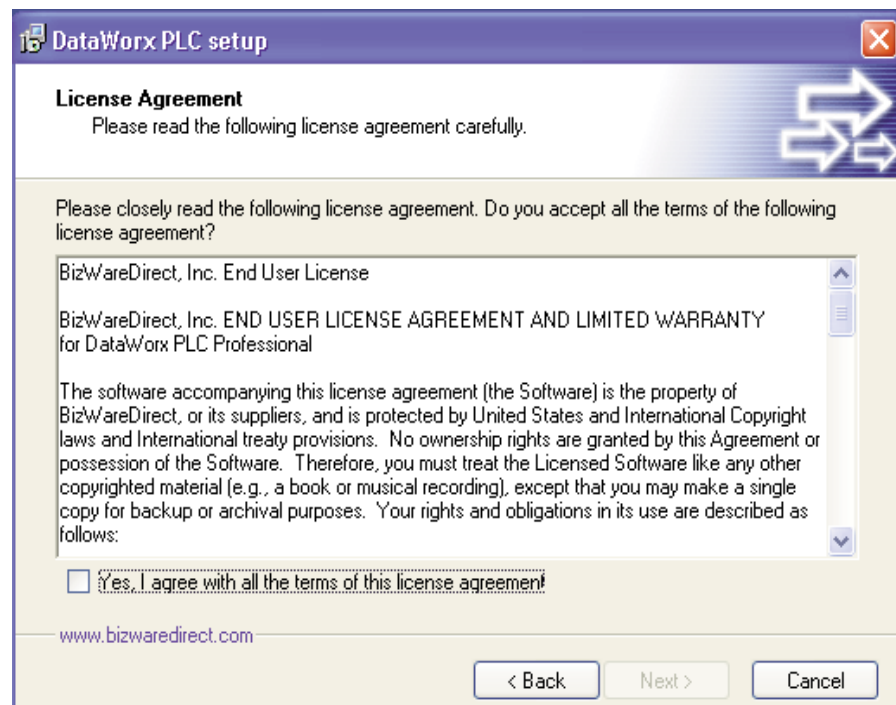 DataWorx PLC setup
License Agreement
Please read the following license agreement carefully.
Please closely read the following license agreement. Do you accept all the terms of the following
license agreement?
BizWareDirect, Inc. End User License
BizWareDirect, Inc. END USER LICENSE AGREEMENT AND LIMITED WARRANTY
for DataWorx PLC Professional
The software accompanying this license agreement (the Software) is the property of
BizWareDirect, or its suppliers, and is protected by United States and International Copyright
laws and International treaty provisions.  No ownership rights are granted by this Agreement or
possession of the Software.  Therefore, you must treat the Licensed Software like any other
copyrighted material (e.g., a book or musical recording), except that you may make a single
copy for backup or archival purposes.  Your rights and obligations in its use are described as
follows:
Yes, I agree with all the terms of this license agreement
www.bizwaredirect.com
< Back
Next >
Cancel